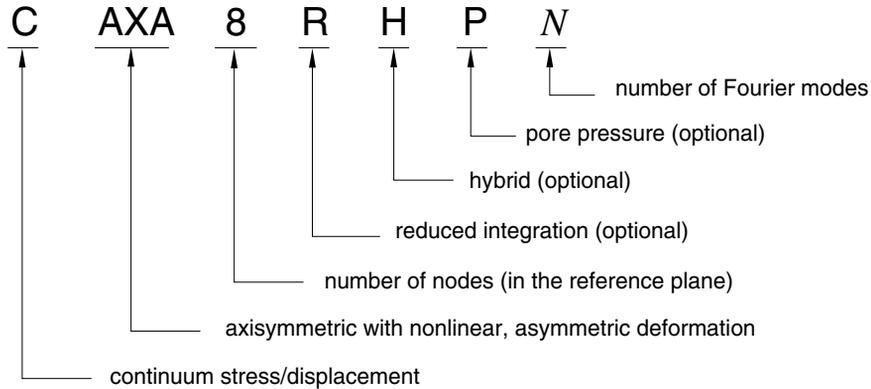 C AXA 8 R H P N
number of Fourier modes
pore pressure (optional)
hybrid (optional)
reduced integration (optional)
number of nodes (in the reference plane)
axisymmetric with nonlinear, asymmetric deformation
continuum stress/displacement